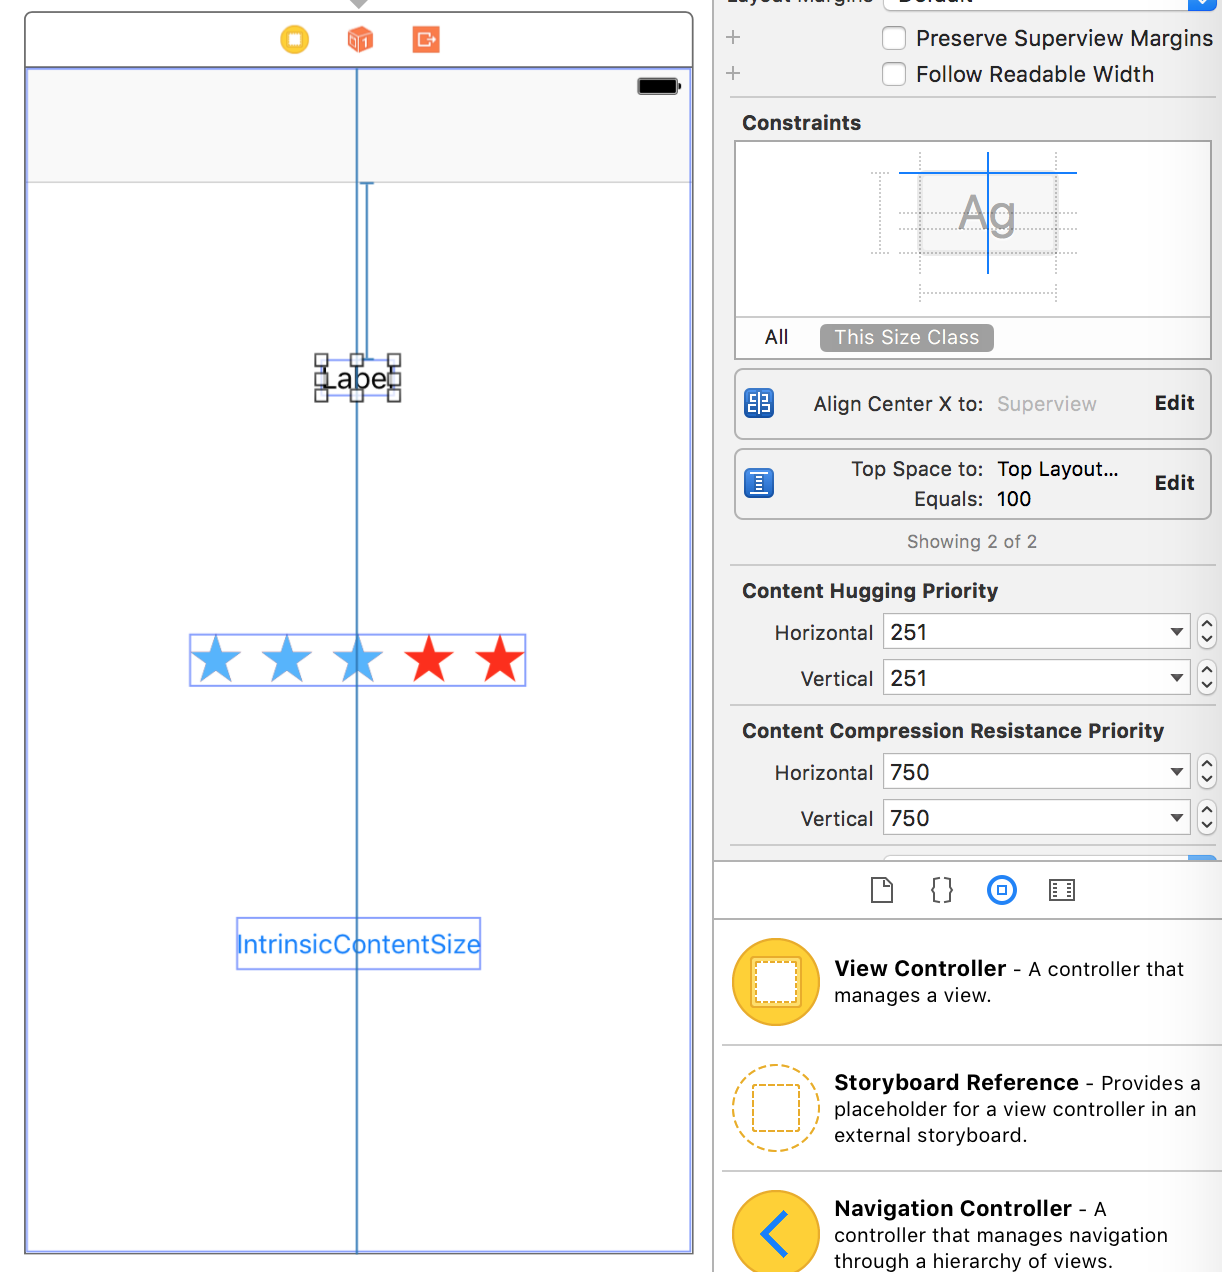 Layout Margins Default
Preserve Superview Margins
Follow Readable Width
Constraints
Ag
All This Size Class
Align Center X to: Superview Edit
Top Space to: Top Layout...
Equals: 100
Edit
Showing 2 of 2
Content Hugging Priority
Horizontal 251
Vertical 251
Content Compression Resistance Priority
Horizontal 750
Vertical 750
Label
IntrinsicContentSize
View Controller - A controller that
manages a view.
Storyboard Reference - Provides a
placeholder for a view controller in an
external storyboard.
Navigation Controller - A
controller that manages navigation
through a hierarchy of views.